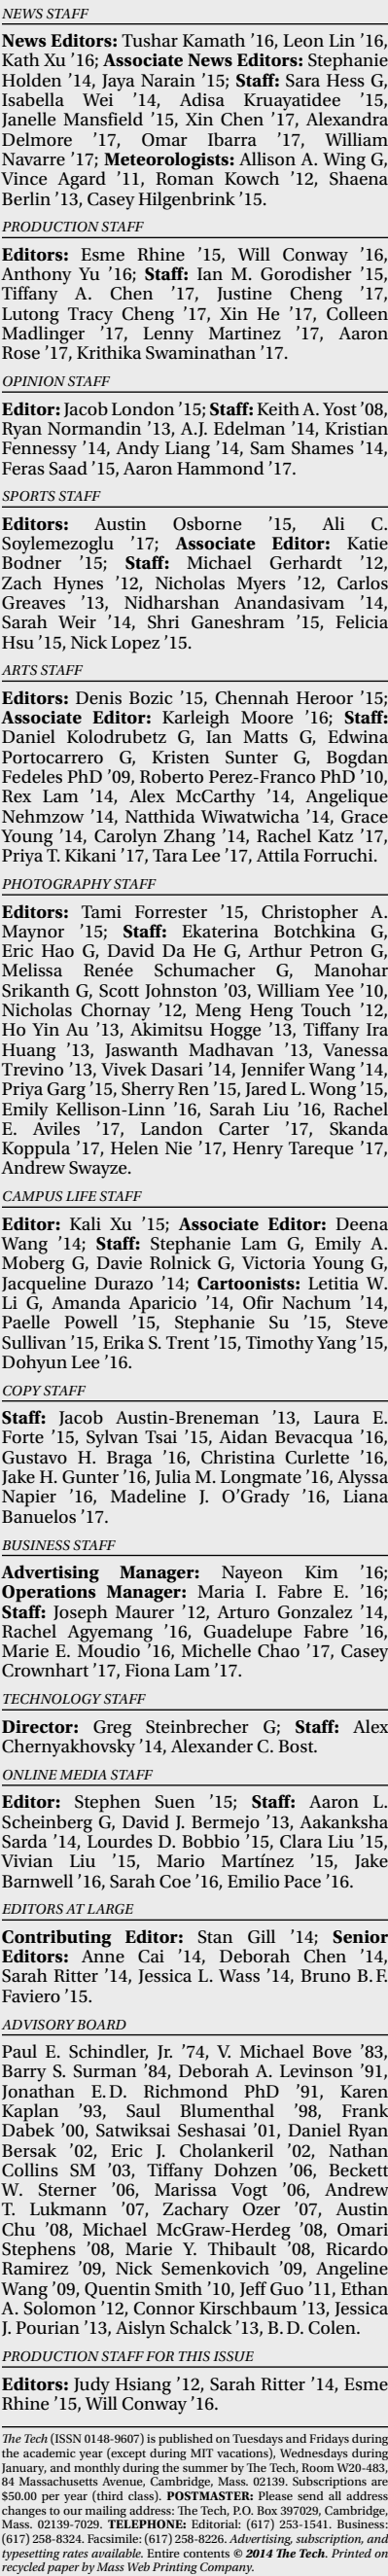 NEWS STAFF
News Editors: Tushar Kamath ’16, Leon Lin ’16,
Kath Xu ’16; Associate News Editors: Stephanie
Holden ’14, Jaya Narain ’15; Staff: Sara Hess G,
Isabella Wei ’14, Adisa Kruayatidee ’15,
Janelle Mansfield ’15, Xin Chen ’17, Alexandra
Delmore ’17, Omar Ibarra ’17, William
Navarre ’17; Meteorologists: Allison A. Wing G,
Vince Agard ’11, Roman Kowch ’12, Shaena
Berlin ’13, Casey Hilgenbrink ’15.
PRODUCTION STAFF
Editors: Esme Rhine ’15, Will Conway ’16,
Anthony Yu ’16; Staff: Ian M. Gorodisher ’15,
Tiffany A. Chen ’17, Justine Cheng ’17,
Lutong Tracy Cheng ’17, Xin He ’17, Colleen
Madlinger ’17, Lenny Martinez ’17, Aaron
Rose ’17, Krithika Swaminathan ’17.
OPINION STAFF
Editor: Jacob London ’15; Staff: Keith A. Yost ’08,
Ryan Normandin ’13, A.J. Edelman ’14, Kristian
Fennessy ’14, Andy Liang ’14, Sam Shames ’14,
Feras Saad ’15, Aaron Hammond ’17.
SPORTS STAFF
Editors: Austin Osborne ’15, Ali C.
Soylemezoglu ’17; Associate Editor: Katie
Bodner ’15; Staff: Michael Gerhardt ’12,
Zach Hynes ’12, Nicholas Myers ’12, Carlos
Greaves ’13, Nidharshan Anandasivam ’14,
Sarah Weir ’14, Shri Ganeshram ’15, Felicia
Hsu ’15, Nick Lopez ’15.
ARTS STAFF
Editors: Denis Bozic ’15, Chennah Heroor ’15;
Associate Editor: Karleigh Moore ’16; Staff:
Daniel Kolodrubetz G, Ian Matts G, Edwina
Portocarrero G, Kristen Sunter G, Bogdan
Fedeles PhD ’09, Roberto Perez-Franco PhD ’10,
Rex Lam ’14, Alex McCarthy ’14, Angelique
Nehmzow ’14, Natthida Wiwatwicha ’14, Grace
Young ’14, Carolyn Zhang ’14, Rachel Katz ’17,
Priya T. Kikani ’17, Tara Lee ’17, Attila Forruchi.
PHOTOGRAPHY STAFF
Editors: Tami Forrester ’15, Christopher A.
Maynor ’15; Staff: Ekaterina Botchkina G,
Eric Hao G, David Da He G, Arthur Petron G,
Melissa Renée Schumacher G, Manohar
Srikanth G, Scott Johnston ’03, William Yee ’10,
Nicholas Chornay ’12, Meng Heng Touch ’12,
Ho Yin Au ’13, Akimitsu Hogge ’13, Tiffany Ira
Huang ’13, Jaswanth Madhavan ’13, Vanessa
Trevino ’13, Vivek Dasari ’14, Jennifer Wang ’14,
Priya Garg ’15, Sherry Ren ’15, Jared L. Wong ’15,
Emily Kellison-Linn ’16, Sarah Liu ’16, Rachel
E. Aviles ’17, Landon Carter ’17, Skanda
Koppula ’17, Helen Nie ’17, Henry Tareque ’17,
Andrew Swayze.
CAMPUS LIFE STAFF
Editor: Kali Xu ’15; Associate Editor: Deena
Wang ’14; Staff: Stephanie Lam G, Emily A.
Moberg G, Davie Rolnick G, Victoria Young G,
Jacqueline Durazo ’14; Cartoonists: Letitia W.
Li G, Amanda Aparicio ’14, Ofir Nachum ’14,
Paelle Powell ’15, Stephanie Su ’15, Steve
Sullivan ’15, Erika S. Trent ’15, Timothy Yang ’15,
Dohyun Lee ’16.
COPY STAFF
Staff: Jacob Austin-Breneman ’13, Laura E.
Forte ’15, Sylvan Tsai ’15, Aidan Bevacqua ’16,
Gustavo H. Braga ’16, Christina Curlette ’16,
Jake H. Gunter ’16, Julia M. Longmate ’16, Alyssa
Napier ’16, Madeline J. O’Grady ’16, Liana
Banuelos ’17.
BUSINESS STAFF
Advertising Manager: Nayeon Kim ’16;
Operations Manager: Maria I. Fabre E. ’16;
Staff: Joseph Maurer ’12, Arturo Gonzalez ’14,
Rachel Agyemang ’16, Guadelupe Fabre ’16,
Marie E. Moudio ’16, Michelle Chao ’17, Casey
Crownhart ’17, Fiona Lam ’17.
TECHNOLOGY STAFF
Director: Greg Steinbrecher G; Staff: Alex
Chernyakhovsky ’14, Alexander C. Bost.
ONLINE MEDIA STAFF
Editor: Stephen Suen ’15; Staff: Aaron L.
Scheinberg G, David J. Bermejo ’13, Aakanksha
Sarda ’14, Lourdes D. Bobbio ’15, Clara Liu ’15,
Vivian Liu ’15, Mario Martínez ’15, Jake
Barnwell ’16, Sarah Coe ’16, Emilio Pace ’16.
EDITORS AT LARGE
Contributing Editor: Stan Gill ’14; Senior
Editors: Anne Cai ’14, Deborah Chen ’14,
Sarah Ritter ’14, Jessica L. Wass ’14, Bruno B. F.
Faviero ’15.
ADVISORY BOARD
Paul E. Schindler, Jr. ’74, V. Michael Bove ’83,
Barry S. Surman ’84, Deborah A. Levinson ’91,
Jonathan E. D. Richmond PhD ’91, Karen
Kaplan ’93, Saul Blumenthal ’98, Frank
Dabek ’00, Satwiksai Seshasai ’01, Daniel Ryan
Bersak ’02, Eric J. Cholankeril ’02, Nathan
Collins SM ’03, Tiffany Dohzen ’06, Beckett
W. Sterner ’06, Marissa Vogt ’06, Andrew
T. Lukmann ’07, Zachary Ozer ’07, Austin
Chu ’08, Michael McGraw-Herdeg ’08, Omari
Stephens ’08, Marie Y. Thibault ’08, Ricardo
Ramirez ’09, Nick Semenkovich ’09, Angeline
Wang ’09, Quentin Smith ’10, Jeff Guo ’11, Ethan
A. Solomon ’12, Connor Kirschbaum ’13, Jessica
J. Pourian ’13, Aislyn Schalck ’13, B. D. Colen.
PRODUCTION STAFF FOR THIS ISSUE
Editors: Judy Hsiang ’12, Sarah Ritter ’14, Esme
Rhine ’15, Will Conway ’16.
The Tech (ISSN 0148-9607) is published on Tuesdays and Fridays during
the academic year (except during MIT vacations), Wednesdays during
January, and monthly during the summer by The Tech, Room W20-483,
84 Massachusetts Avenue, Cambridge, Mass. 02139. Subscriptions are
$50.00 per year (third class). POSTMASTER: Please send all address
changes to our mailing address: The Tech, P.O. Box 397029, Cambridge,
Mass. 02139-7029. TELEPHONE: Editorial: (617) 253-1541. Business:
(617) 258-8324. Facsimile: (617) 258-8226. Advertising, subscription, and
typesetting rates available. Entire contents © 2014 The Tech. Printed on
recycled paper by Mass Web Printing Company.